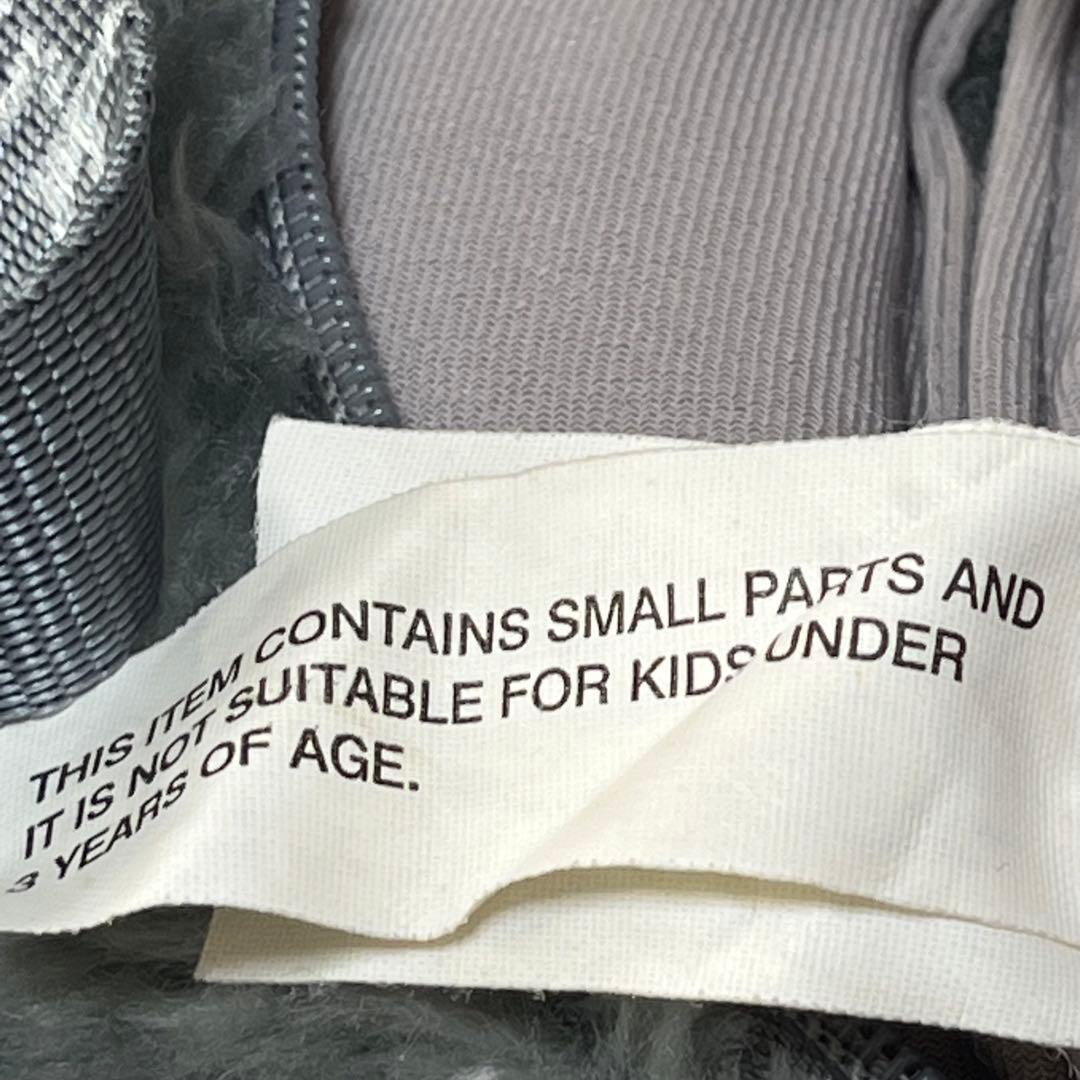 THIS ITEM CONTAINS SMALL PARTS AND
IT IS NOT SUITABLE FOR KIDS UNDER
3 YEARS OF AGE.